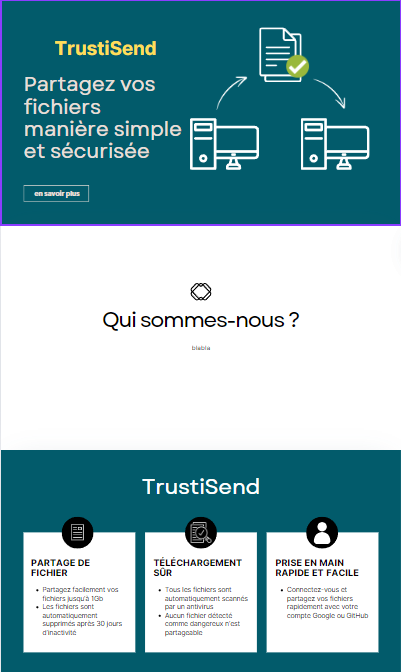 TrustiSend
Partagez vos
fichiers
manière simple
et sécurisée
en savoir plus
Qui sommes-nous ?
blabla
TrustiSend
PARTAGE DE
FICHIER
Partagez facilement vos
fichiers jusqu'à 1Gb
Les fichiers sont
automatiquement
supprimés après 30 jours
d'inactivité
TÉLÉCHARGEMENT
SÛR
Tous les fichiers sont
automatiquement scannés
par un antivirus
Aucun fichier détecté
comme dangereux n'est
partageable
PRISE EN MAIN
RAPIDE ET FACILE
Connectez-vous et
partagez vos fichiers
rapidement avec votre
compte Google ou GitHub